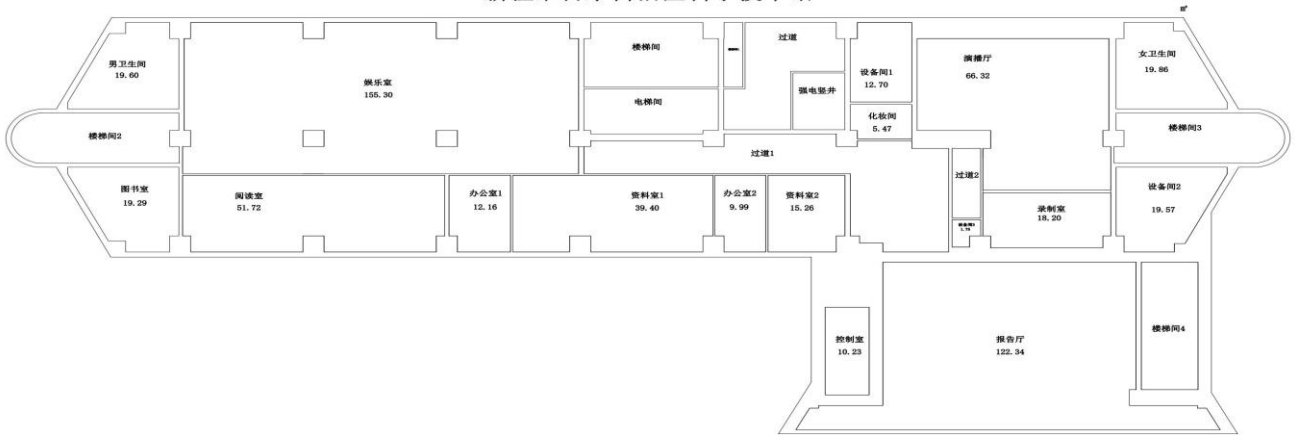 ㎡
男卫生间
19.60
娱乐室
155.30
楼梯间
过道
设备间1
12.70
演播厅
66.32
女卫生间
19.86
电梯间
强电竖井
化妆间
5.47
楼梯间2
过道1
楼梯间3
图书室
19.29
阅读室
51.72
办公室1
12.16
资料室1
39.40
办公室2
9.99
资料室2
15.26
过道2
录制室
18.20
设备间2
19.57
控制室
10.23
报告厅
122.34
楼梯间4